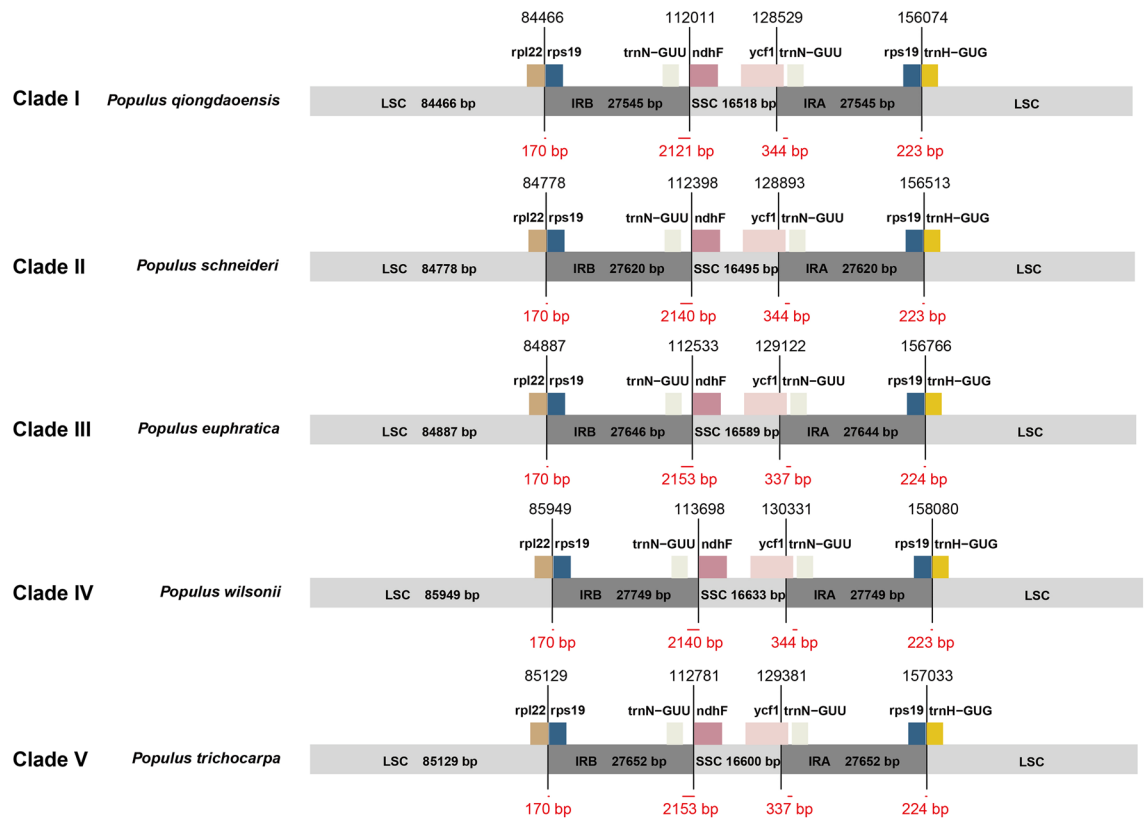 84466 112011 128529 156074
rpl22 rps19 trnN−GUU ndhF ycf1 trnN−GUU rps19 trnH−GUG
Clade I Populus qiongdaoensis LSC 84466 bp IRB 27545 bp SSC 16518 bp IRA 27545 bp LSC
170 bp 2121 bp 344 bp 223 bp
84778 112398 128893 156513
rpl22 rps19 trnN−GUU ndhF ycf1 trnN−GUU rps19 trnH−GUG
Clade II Populus schneideri LSC 84778 bp IRB 27620 bp SSC 16495 bp IRA 27620 bp LSC
170 bp 2140 bp 344 bp 223 bp
84887 112533 129122 156766
rpl22 rps19 trnN−GUU ndhF ycf1 trnN−GUU rps19 trnH−GUG
Clade III Populus euphratica LSC 84887 bp IRB 27646 bp SSC 16589 bp IRA 27644 bp LSC
170 bp 2153 bp 337 bp 224 bp
85949 113698 130331 158080
rpl22 rps19 trnN−GUU ndhF ycf1 trnN−GUU rps19 trnH−GUG
Clade IV Populus wilsonii LSC 85949 bp IRB 27749 bp SSC 16633 bp IRA 27749 bp LSC
170 bp 2140 bp 344 bp 223 bp
85129 112781 129381 157033
rpl22 rps19 trnN−GUU ndhF ycf1 trnN−GUU rps19 trnH−GUG
Clade V Populus trichocarpa LSC 85129 bp IRB 27652 bp SSC 16600 bp IRA 27652 bp LSC
170 bp 2153 bp 337 bp 224 bp